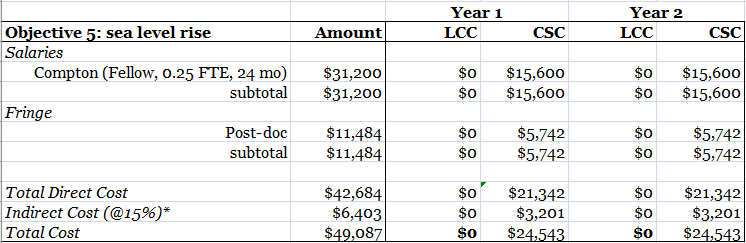 Year 1 Year 2
Objective 5: sea level rise Amount LCC CSC LCC CSC
Salaries
Compton (Fellow, 0.25 FTE, 24 mo) $31,200 $0 $15,600 $0 $15,600
subtotal $31,200 $0 $15,600 $0 $15,600
Fringe
Post-doc $11,484 $0 $5,742 $0 $5,742
subtotal $11,484 $0 $5,742 $0 $5,742
Total Direct Cost $42,684 $0 $21,342 $0 $21,342
Indirect Cost (@15%)* $6,403 $0 $3,201 $0 $3,201
Total Cost $49,087 $0 $24,543 $0 $24,543